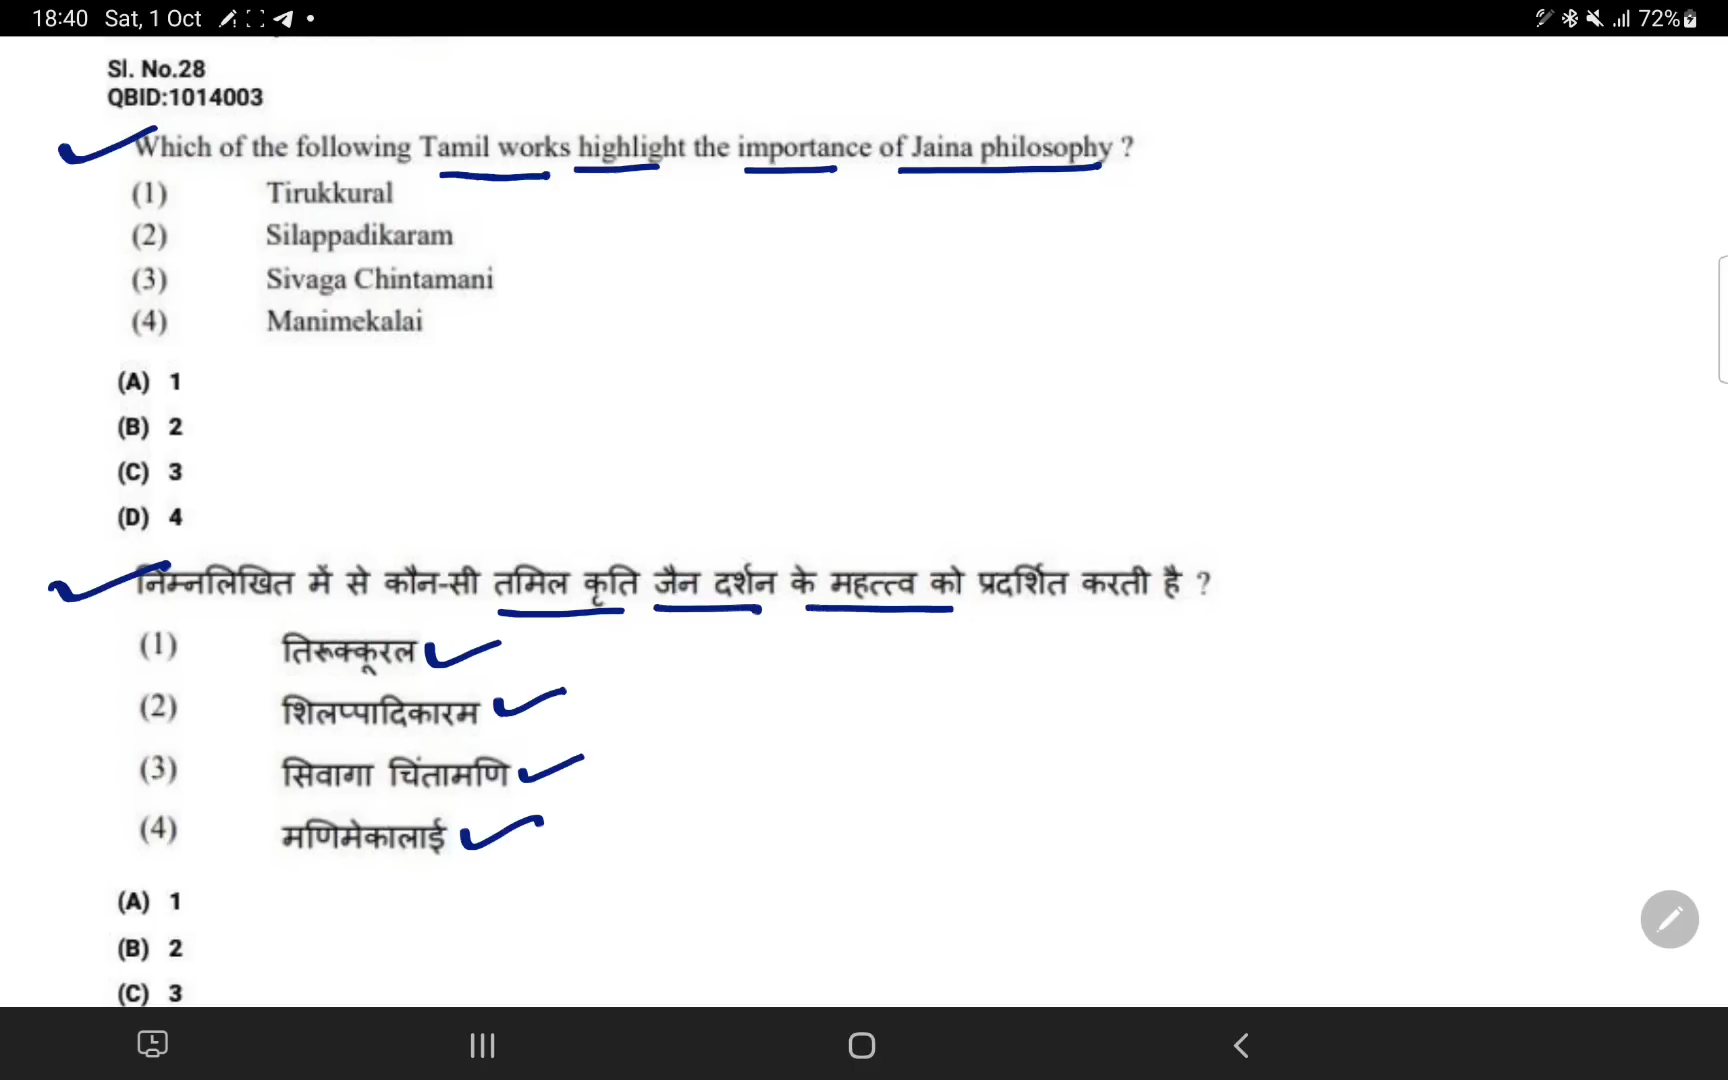 18:40 Sat, 1 Oct
72%
Sl. No.28
QBID:1014003
Which of the following Tamil works highlight the importance of Jaina philosophy ?
(1) Tirukkural
(2) Silappadikaram
(3) Sivaga Chintamani
(4) Manimekalai
(A) 1
(B) 2
(C) 3
(D) 4
निम्नलिखित में से कौन-सी तमिल कृति जैन दर्शन के महत्त्व को प्रदर्शित करती है ?
(1) तिरूक्कूरल
(2) शिलप्पादिकारम
(3) सिवागा चिंतामणि
(4) मणिमेकालाई
(A) 1
(B) 2
(C) 3